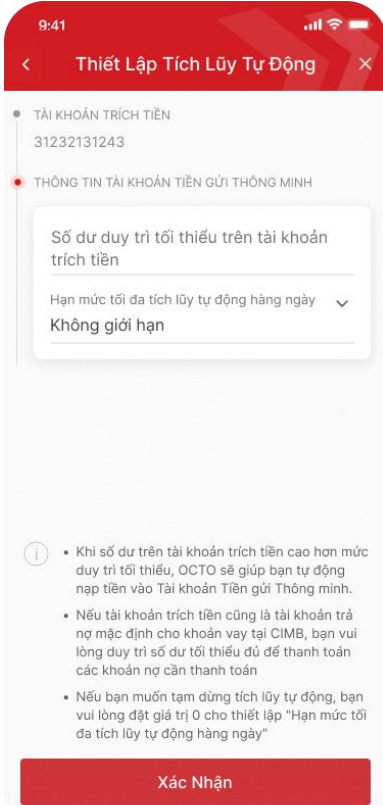 9:41
Thiết Lập Tích Lũy Tự Động
TÀI KHOẢN TRÍCH TIỀN
31232131243
THÔNG TIN TÀI KHOẢN TIỀN GỬI THÔNG MINH
Số dư duy trì tối thiểu trên tài khoản
trích tiền
Hạn mức tối đa tích lũy tự động hàng ngày
Không giới hạn
• Khi số dư trên tài khoản trích tiền cao hơn mức
duy trì tối thiểu, OCTO sẽ giúp bạn tự động
nạp tiền vào Tài khoản Tiền gửi Thông minh.
• Nếu tài khoản trích tiền cũng là tài khoản trả
nợ mặc định cho khoản vay tại CIMB, bạn vui
lòng duy trì số dư tối thiểu đủ để thanh toán
các khoản nợ cần thanh toán
• Nếu bạn muốn tạm dừng tích lũy tự động, bạn
vui lòng đặt giá trị 0 cho thiết lập "Hạn mức tối
đa tích lũy tự động hàng ngày"
Xác Nhận